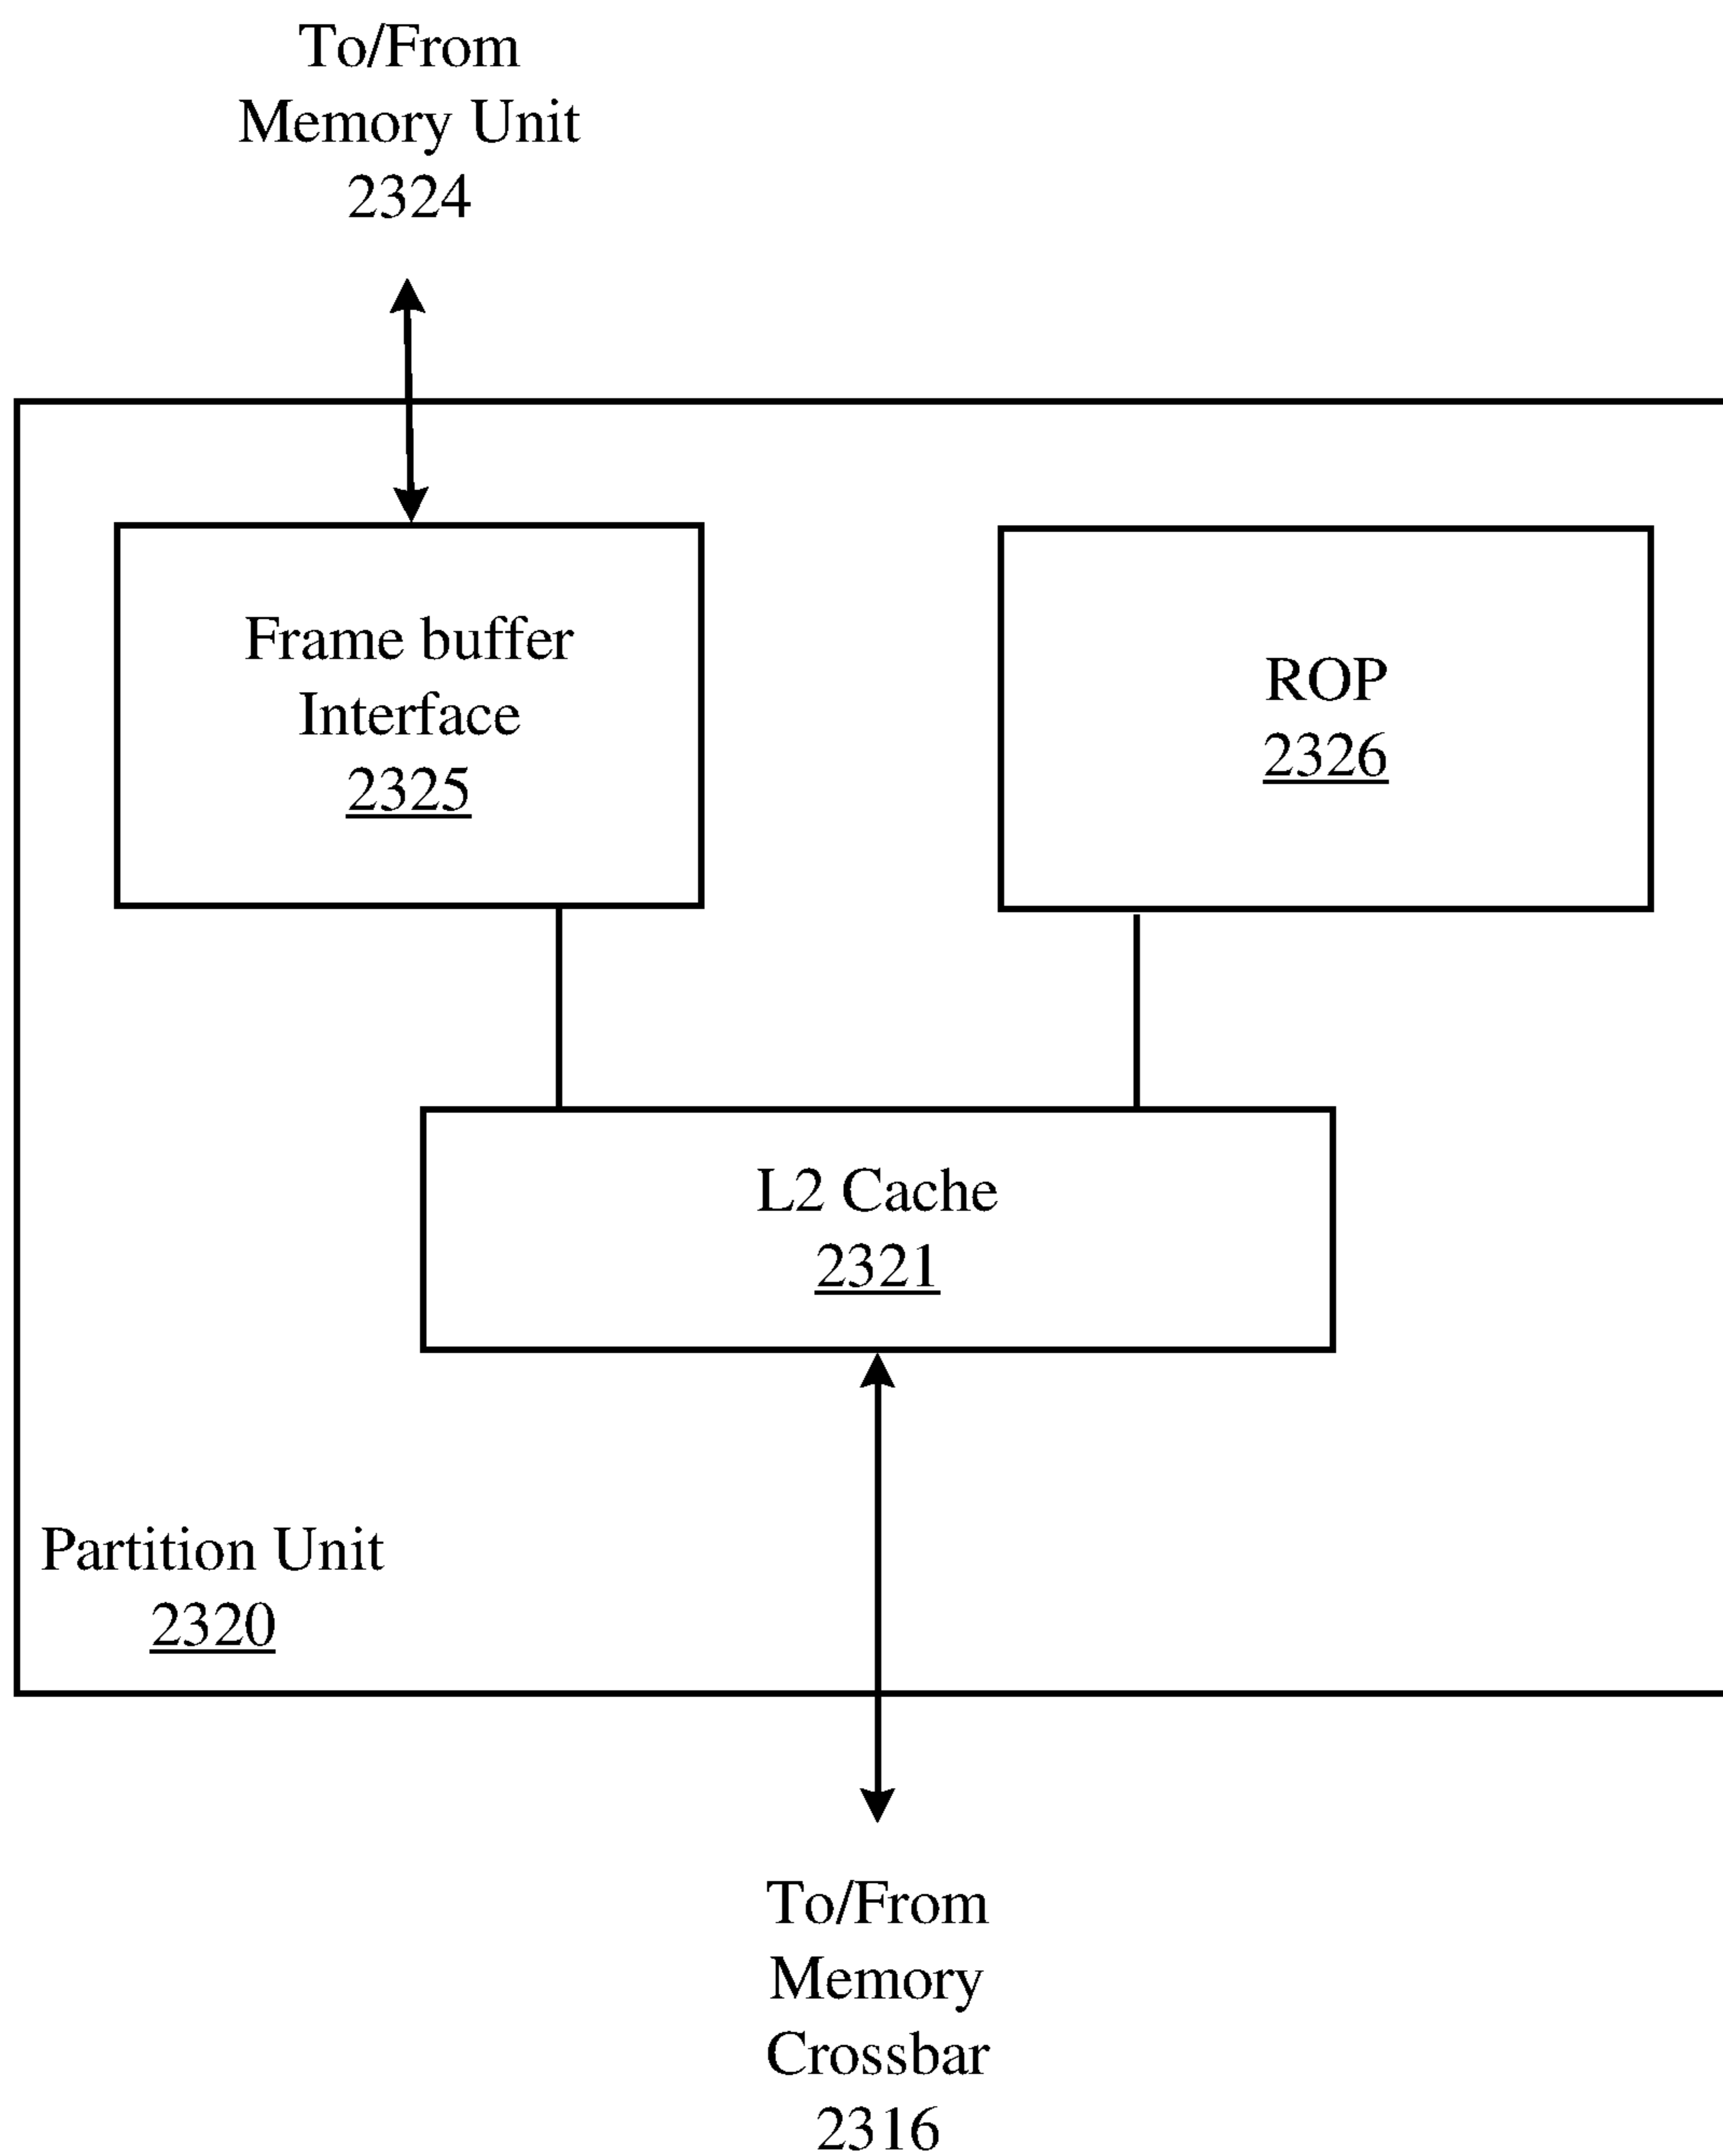 To/From
Memory Unit
2324
Frame buffer
Interface
2325
ROP
2326
L2 Cache
2321
Partition Unit
2320
To/From
Memory
Crossbar
2316